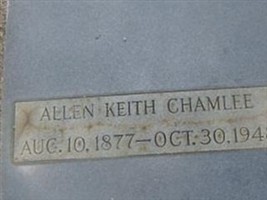 ALLEN KEITH CHAMLEE
AUG. 10, 1877—OCT. 30, 194